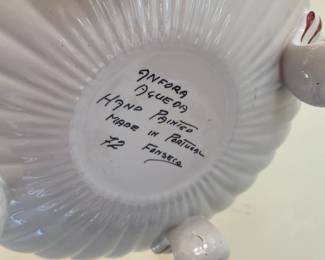 ANFORA
AGUEDA
HAND PAINTED
MADE IN PORTUGAL
72 FONSECA